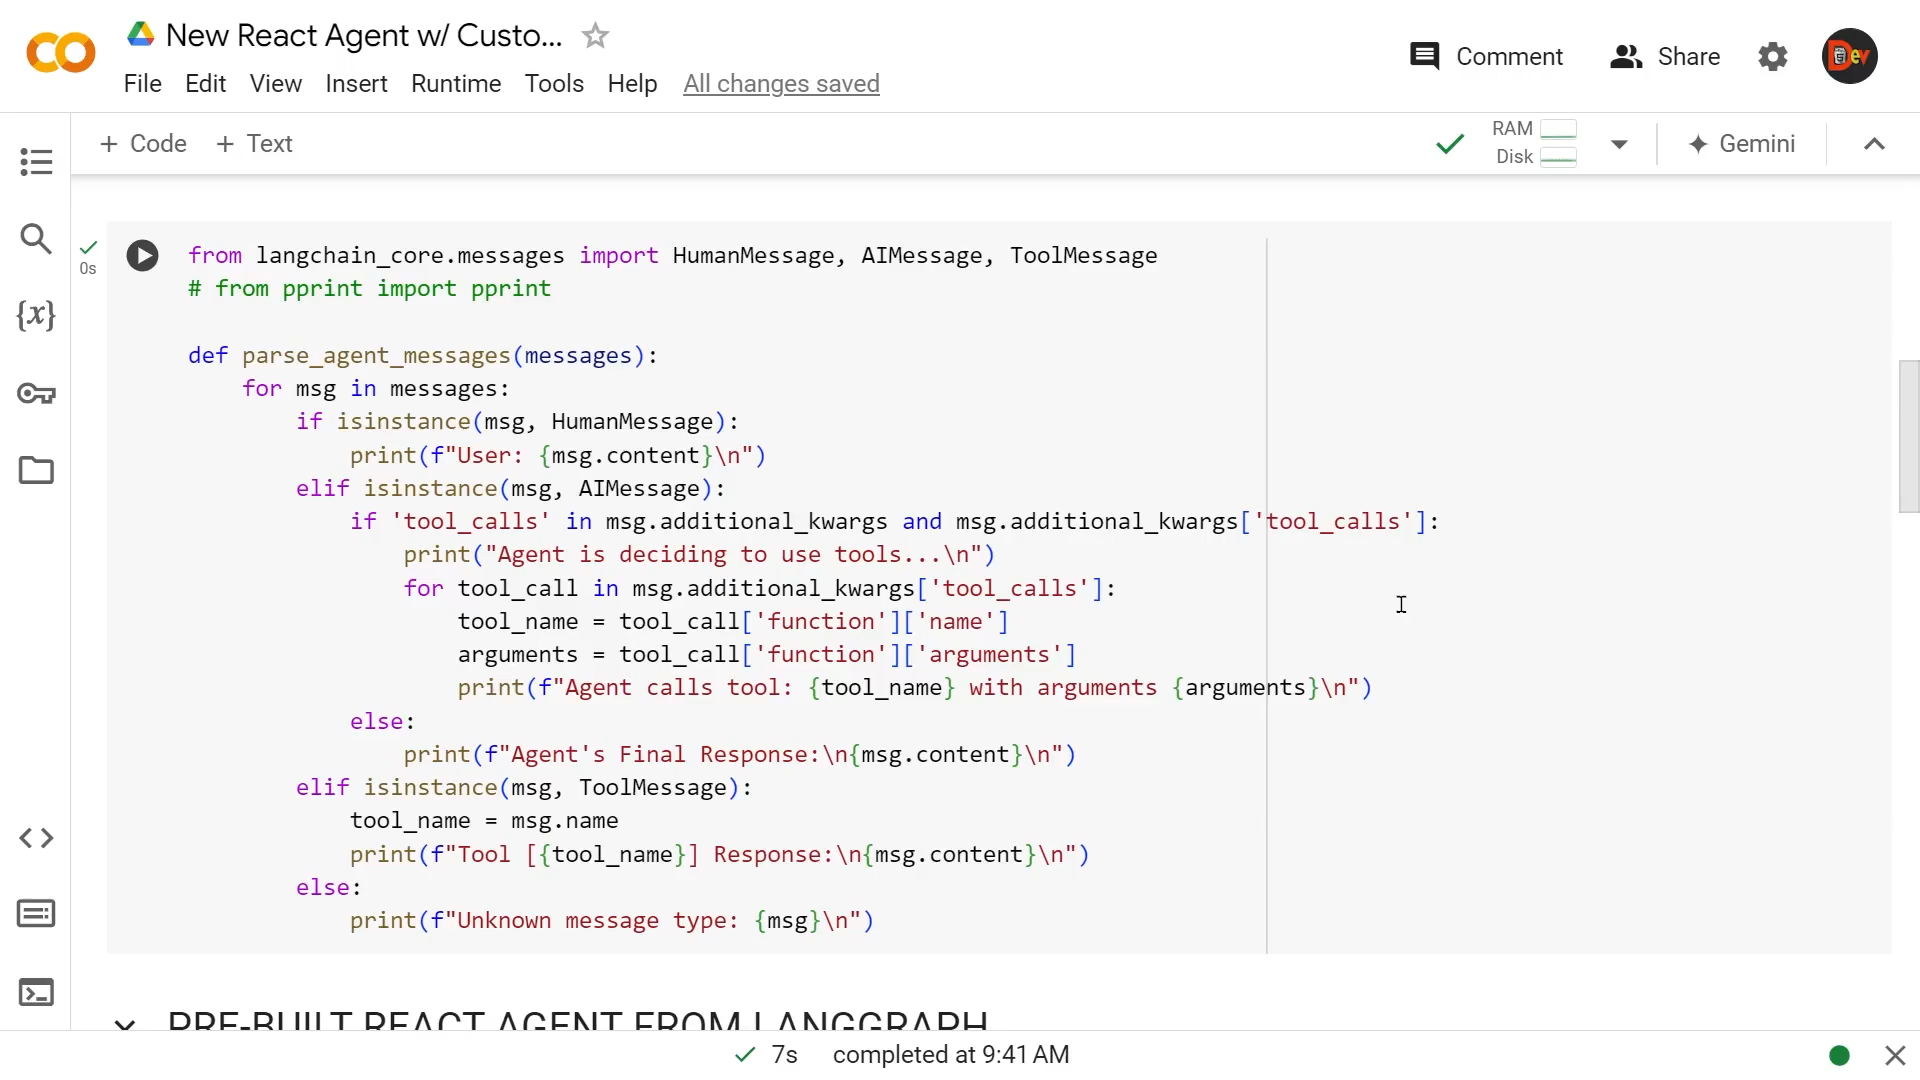 New React Agent w/ Custo...
Comment
Share
File Edit View Insert Runtime Tools Help All changes saved
+ Code + Text
RAM
Disk
Gemini
0s
from langchain_core.messages import HumanMessage, AIMessage, ToolMessage
# from pprint import pprint
def parse_agent_messages(messages):
    for msg in messages:
        if isinstance(msg, HumanMessage):
            print(f"User: {msg.content}\n")
        elif isinstance(msg, AIMessage):
            if 'tool_calls' in msg.additional_kwargs and msg.additional_kwargs['tool_calls']:
                print("Agent is deciding to use tools...\n")
                for tool_call in msg.additional_kwargs['tool_calls']:
                    tool_name = tool_call['function']['name']
                    arguments = tool_call['function']['arguments']
                    print(f"Agent calls tool: {tool_name} with arguments {arguments}\n")
            else:
                print(f"Agent's Final Response:\n{msg.content}\n")
        elif isinstance(msg, ToolMessage):
            tool_name = msg.name
            print(f"Tool [{tool_name}] Response:\n{msg.content}\n")
        else:
            print(f"Unknown message type: {msg}\n")
PRE-BUILT REACT AGENT FROM LANGGRAPH
7s completed at 9:41 AM